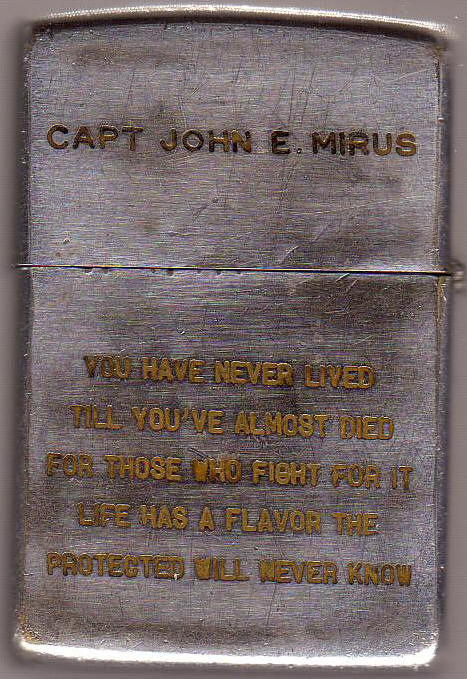 CAPT JOHN E. MIRUS
YOU HAVE NEVER LIVED
TILL YOU'VE ALMOST DIED
FOR THOSE WHO FIGHT FOR IT
LIFE HAS A FLAVOR THE
PROTECTED WILL NEVER KNOW